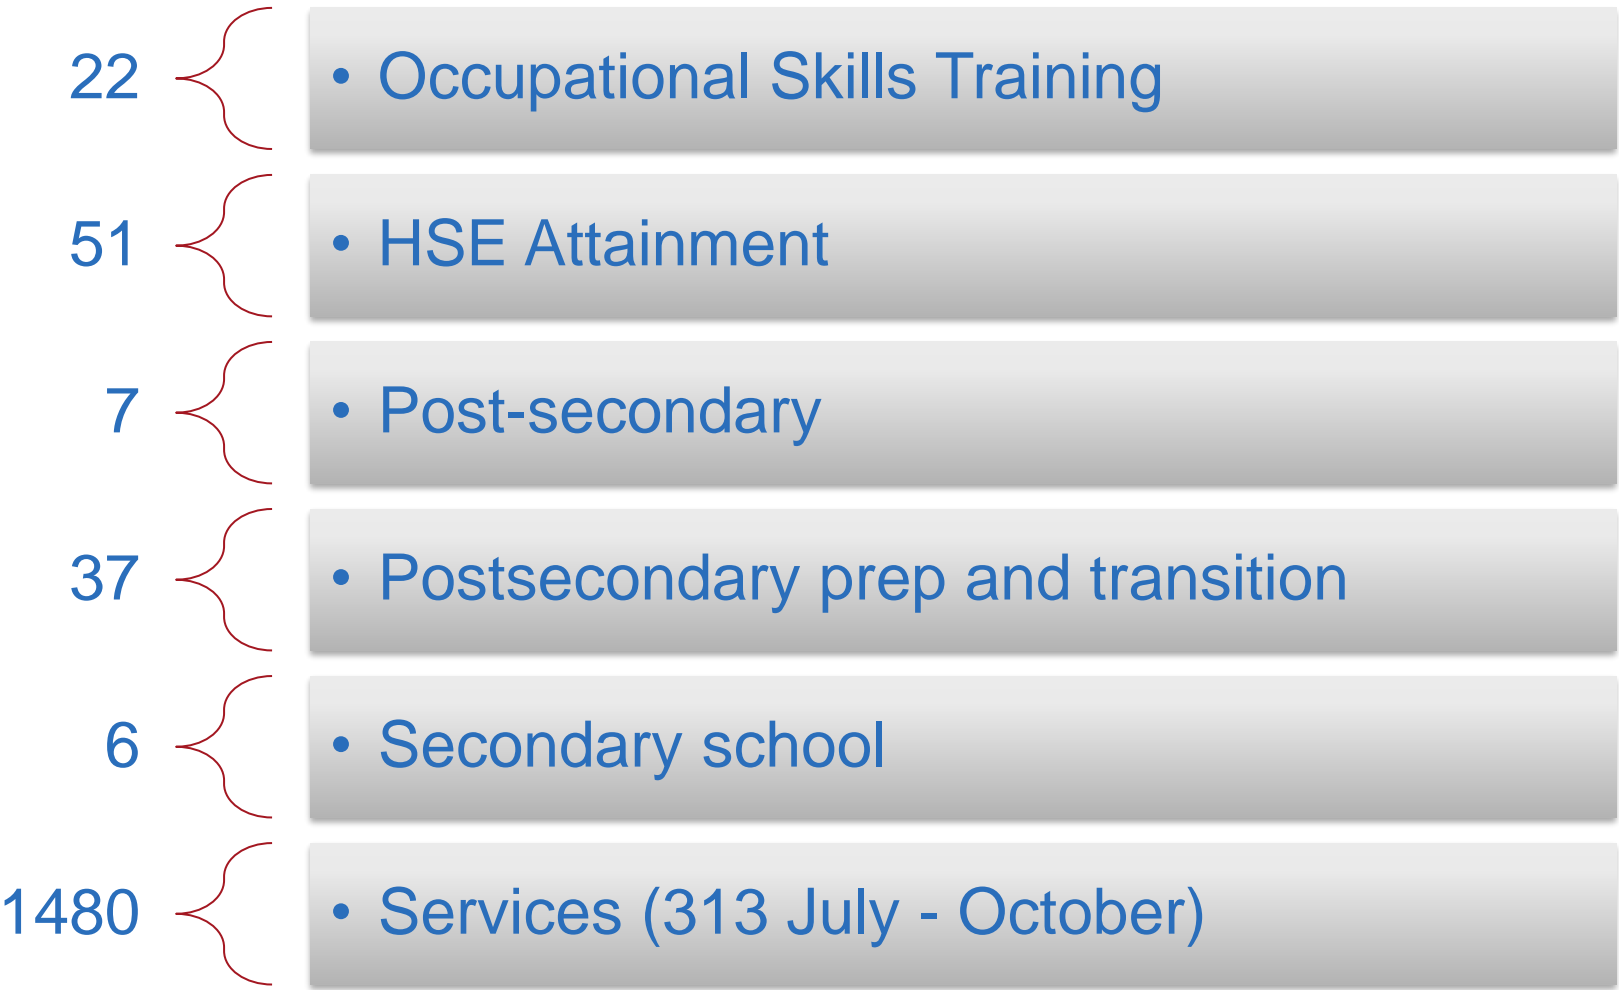 22 • Occupational Skills Training
51 • HSE Attainment
7 • Post-secondary
37 • Postsecondary prep and transition
6 • Secondary school
1480 • Services (313 July - October)